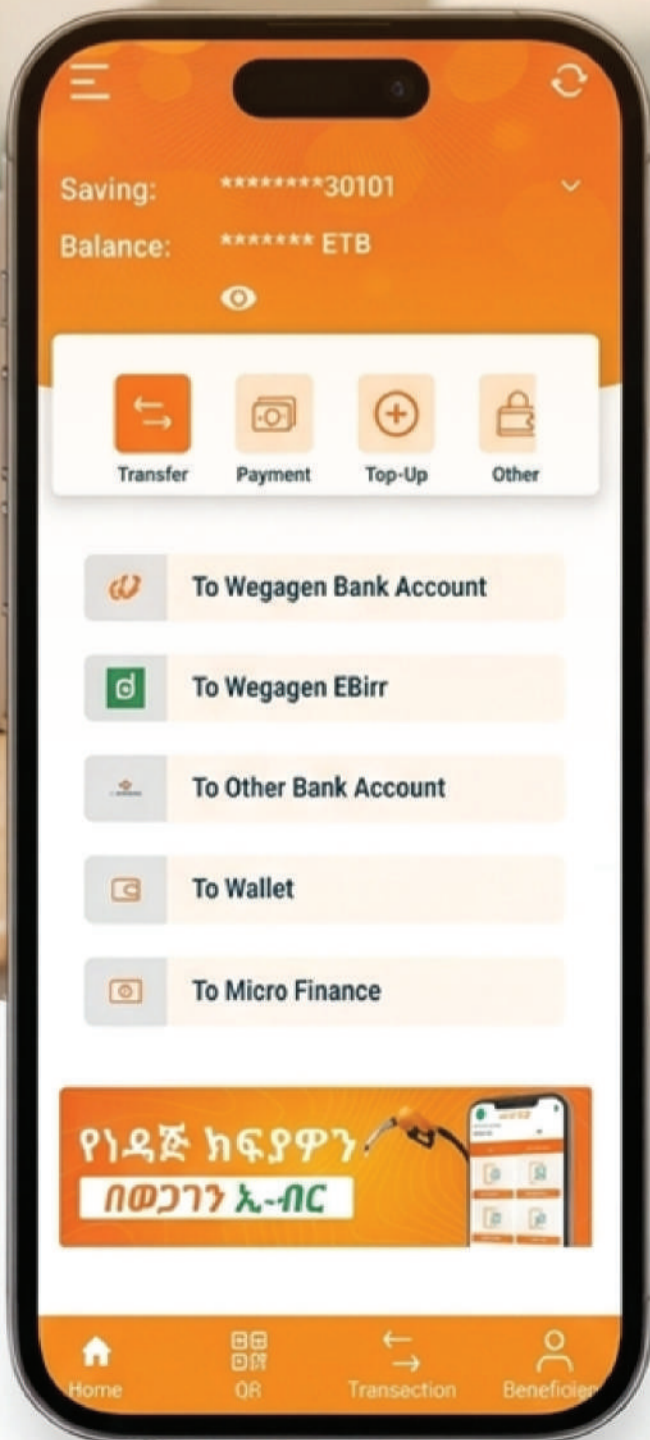 Saving: ********30101
Balance: ******* ETB
Transfer Payment Top-Up Other
To Wegagen Bank Account
To Wegagen EBirr
To Other Bank Account
To Wallet
To Micro Finance
የነዳጅ ክፍያዎን
በወጋገን ኢ-ብር
Home QR Transection